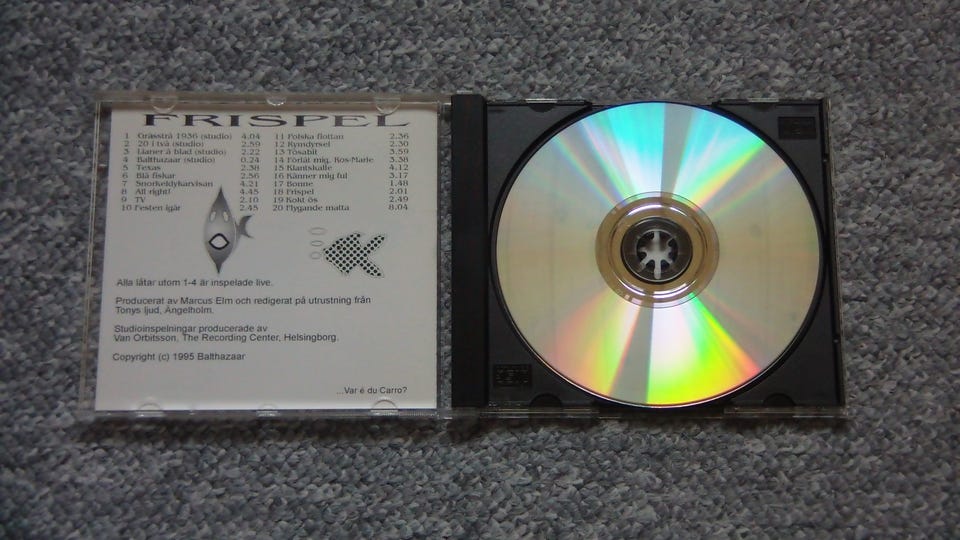 FRISPEL
1 Grässtrå 1936 (studio) 4.04
2 20 i två (studio) 2.59
3 Lianer å blad (studio) 2.22
4 Balthazaar (studio) 0.24
5 Texas 2.38
6 Blå fiskar 2.56
7 Snorkeldykarvisan 4.21
8 All right! 4.45
9 TV 2.10
10 Festen igår 2.45
11 Polska flottan 2.36
12 Rymdyrsel 2.30
13 Tösabit 3.59
14 Förlåt mig, Ros-Marie 3.38
15 Klantskalle 4.12
16 Känner mig ful 3.17
17 Bonne 1.48
18 Frispel 2.01
19 Kokt ös 2.49
20 Flygande matta 8.04
Alla låtar utom 1-4 är inspelade live.
Producerat av Marcus Elm och redigerat på utrustning från
Tonys ljud, Ängelholm.
Studioinspelningar producerade av
Van Orbitsson, The Recording Center, Helsingborg.
Copyright (c) 1995 Balthazaar
...Var é du Carro?